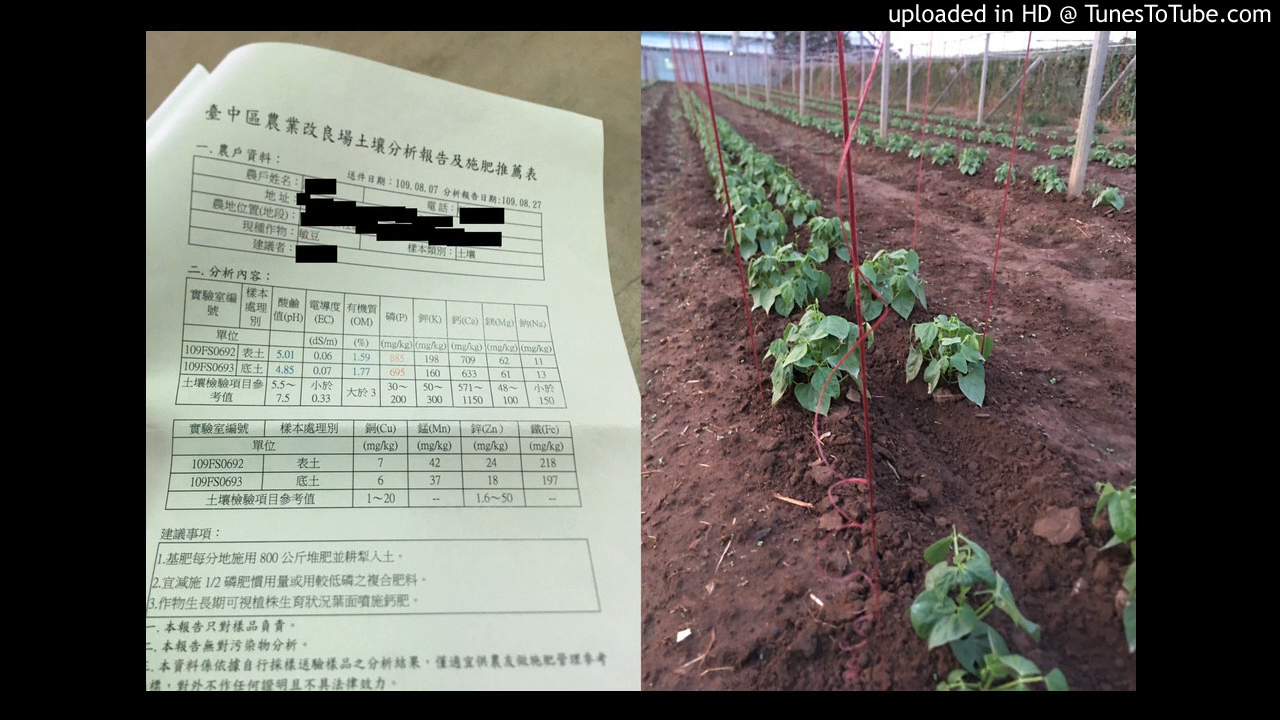 uploaded in HD @ TunesToTube.com
臺中區農業改良場土壤分析報告及施肥推薦表
一.農戶資料：
送件日期：109.08.07 分析報告日期:109.08.27
農戶姓名：
地址
電話：
農地位置(地段)：
現種作物：敏豆
樣本類別：土壤
建議者：
二.分析內容：
實驗室編號 樣本處理別 酸鹼值(pH) 電導度(EC) 有機質(OM) 磷(P) 鉀(K) 鈣(Ca) 鎂(Mg) 鈉(Na)
單位 (dS/m) (%) (mg/kg) (mg/kg) (mg/kg) (mg/kg) (mg/kg)
109FS0692 表土 5.01 0.06 1.59 198 709 62 11
109FS0693 底土 4.85 0.07 1.77 695 160 633 61 13
土壤檢驗項目參考值 5.5～7.5 小於0.33 大於 3 30～200 50～300 571～1150 48～100 小於150
實驗室編號 樣本處理別 銅(Cu) 錳(Mn) 鋅(Zn) 鐵(Fe)
單位 (mg/kg) (mg/kg) (mg/kg) (mg/kg)
109FS0692 表土 7 42 24 218
109FS0693 底土 6 37 18 197
土壤檢驗項目參考值 1～20 -- 1.6～50 --
建議事項：
1.基肥每分地施用 800 公斤堆肥並耕犁入土。
2.宜減施 1/2 磷肥慣用量或用較低磷之複合肥料。
3.作物生長期可視植株生育狀況葉面噴施鈣肥。
一.本報告只對樣品負責。
二.本報告無對污染物分析。
三.本資料係依據自行採樣送驗樣品之分析結果，僅適宜供農友做施肥管理參考
標，對外不作任何證明且不具法律效力。